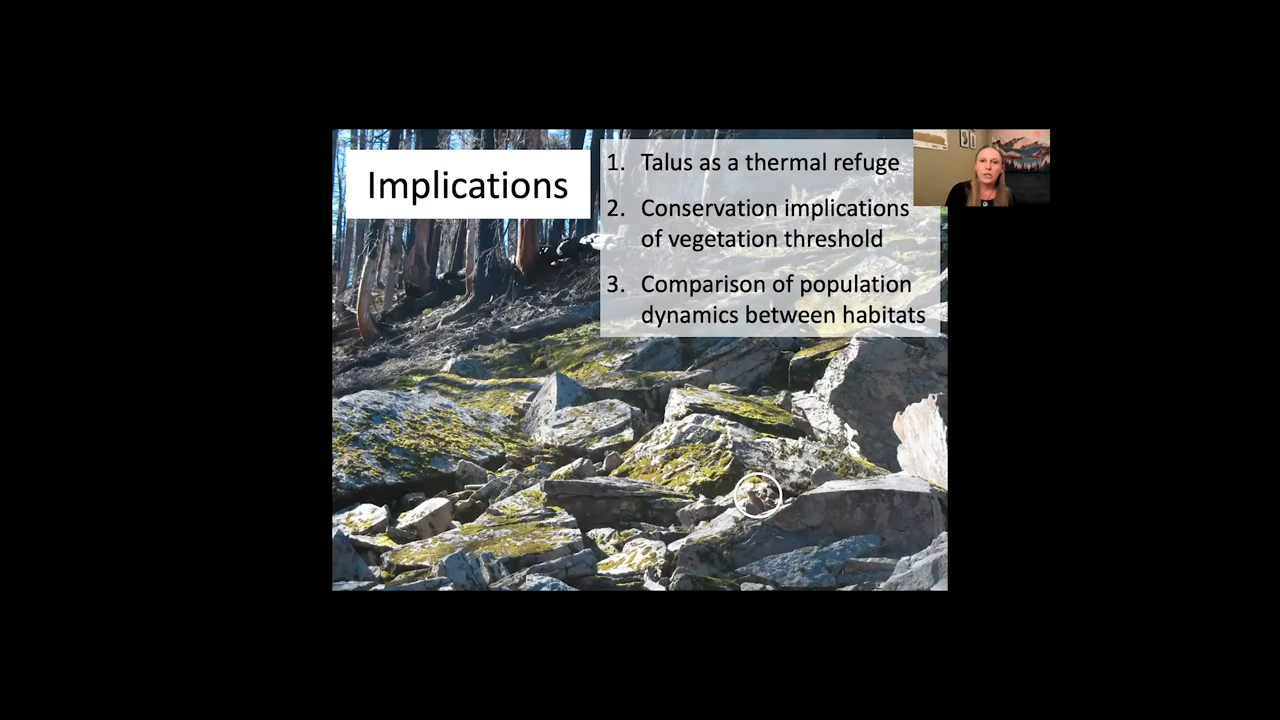 Implications
1. Talus as a thermal refuge
2. Conservation implications
of vegetation threshold
3. Comparison of population
dynamics between habitats